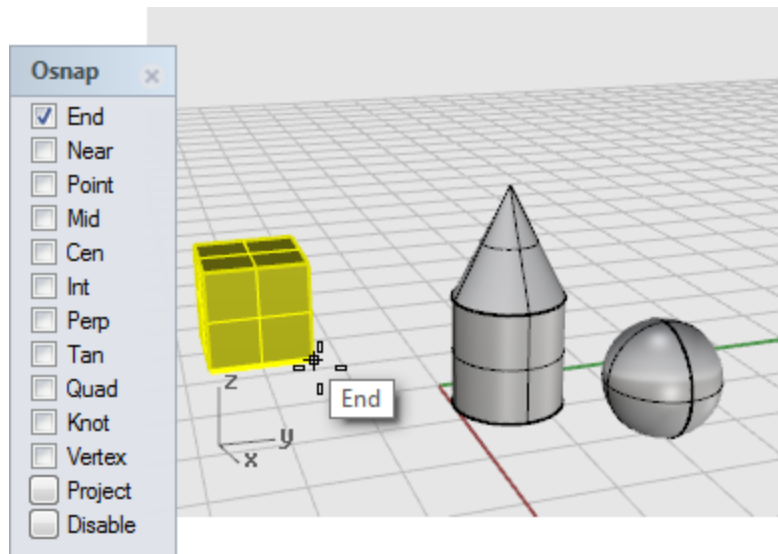 Osnap
End
Near
Point
Mid
Cen
Int
Perp
Tan
Quad
Knot
Vertex
Project
Disable
End
z
y
x